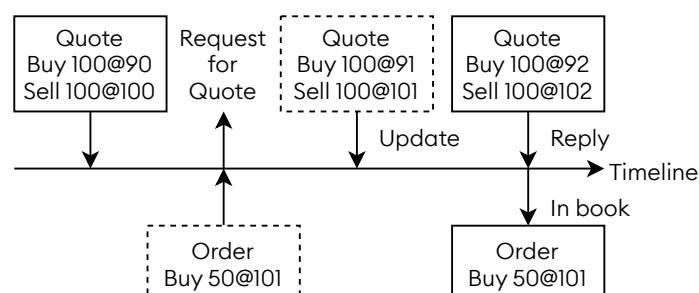 Quote
Buy 100@90
Sell 100@100
Request
for
Quote
Quote
Buy 100@91
Sell 100@101
Quote
Buy 100@92
Sell 100@102
Update
Reply
Timeline
In book
Order
Buy 50@101
Order
Buy 50@101